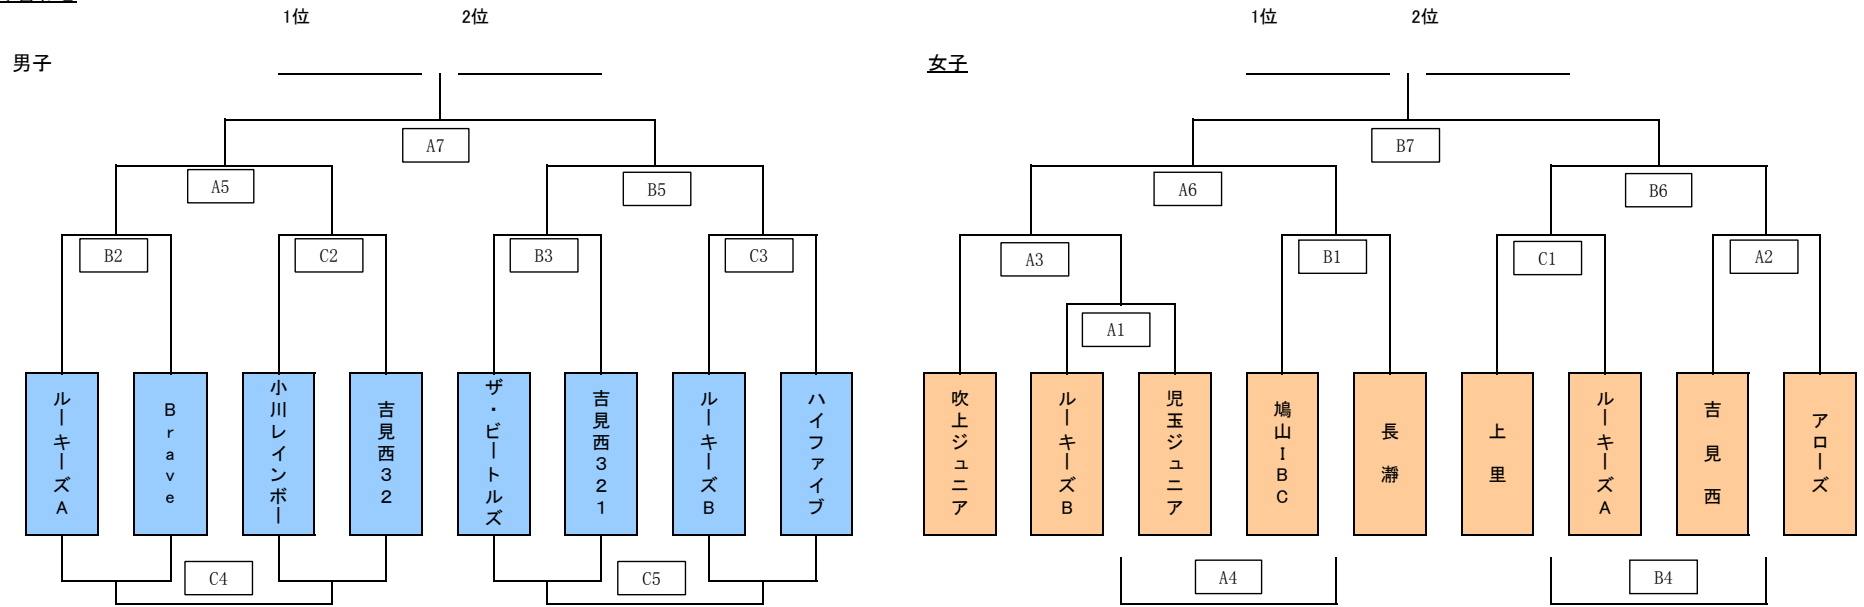 1位
2位
男子
A7
A5
B5
B2
C2
B3
C3
ルーキーズA
Brave
小川レインボー
吉見西32
ザ・ビートルズ
吉見西321
ルーキーズB
ハイファイブ
C4
C5
1位
2位
女子
B7
A6
B6
A3
B1
C1
A2
A1
吹上ジュニア
ルーキーズB
児玉ジュニア
鳩山IBC
長瀞
上里
ルーキーズA
吉見西
アローズ
A4
B4